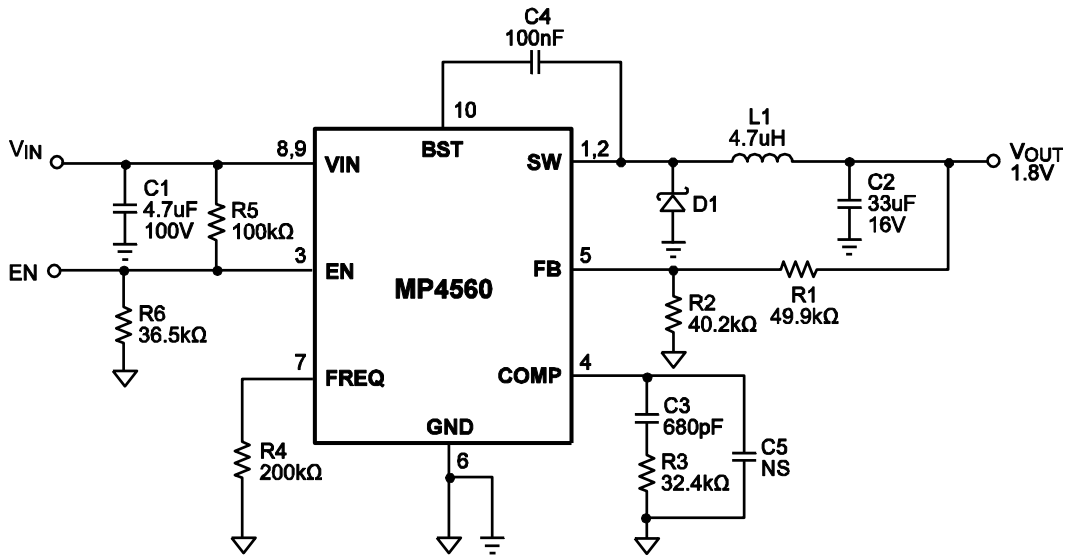 C4
100nF
10
BST
L1
4.7uH
VIN
8,9
VIN
SW
1,2
VOUT
1.8V
C1
4.7uF
100V
R5
100kΩ
D1
C2
33uF
16V
EN
3
EN
MP4560
FB
5
R6
36.5kΩ
R2
40.2kΩ
R1
49.9kΩ
7
FREQ
COMP
4
R4
200kΩ
GND
6
C3
680pF
R3
32.4kΩ
C5
NS